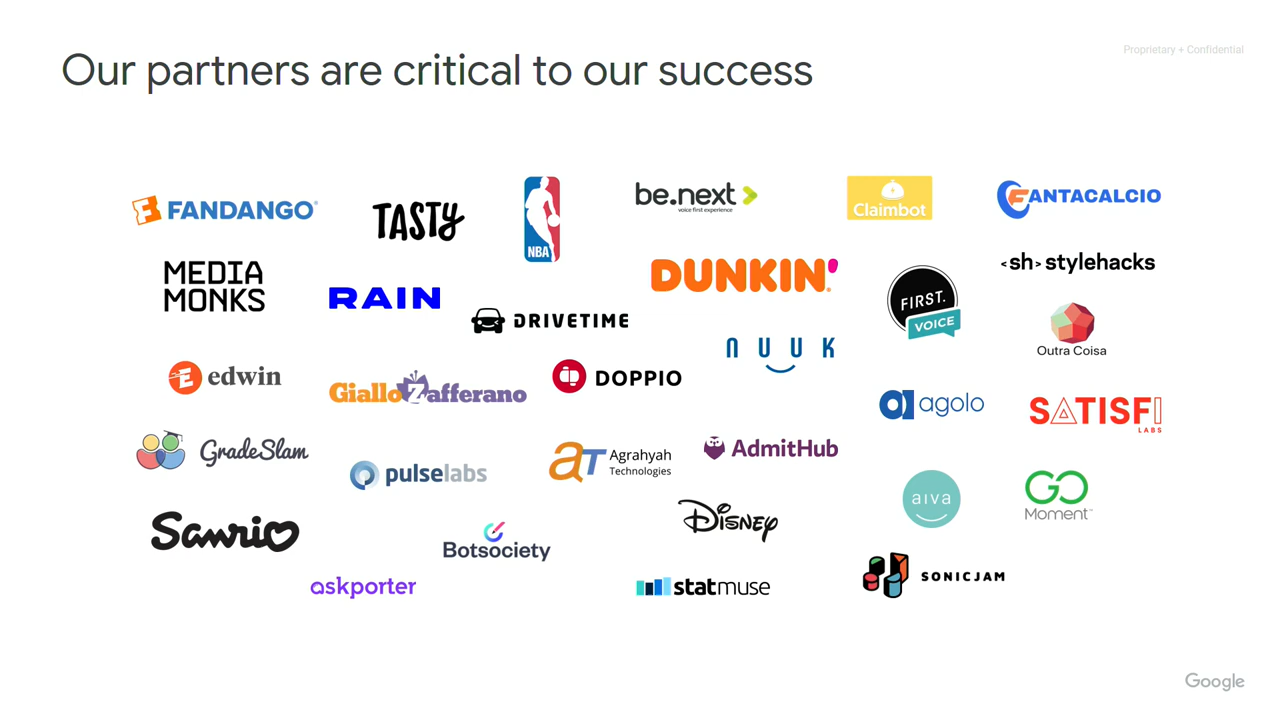 Proprietary + Confidential
Our partners are critical to our success
FANDANGO®
TASTY
NBA
be.next
voice first experience
Claimbot
FANTACALCIO
MEDIA
MONKS
RAIN
DRIVETIME
DUNKIN'
FIRST.
VOICE
<sh> stylehacks
Outra Coisa
NUUK
edwin
GialloZafferano
DOPPIO
agolo
SATISFI
LABS
GradeSlam
pulselabs
aT
Agrahyah
Technologies
AdmitHub
aiva
GO
Moment™
Sanrio
Botsociety
Disney
askporter
statmuse
SONICJAM
Google